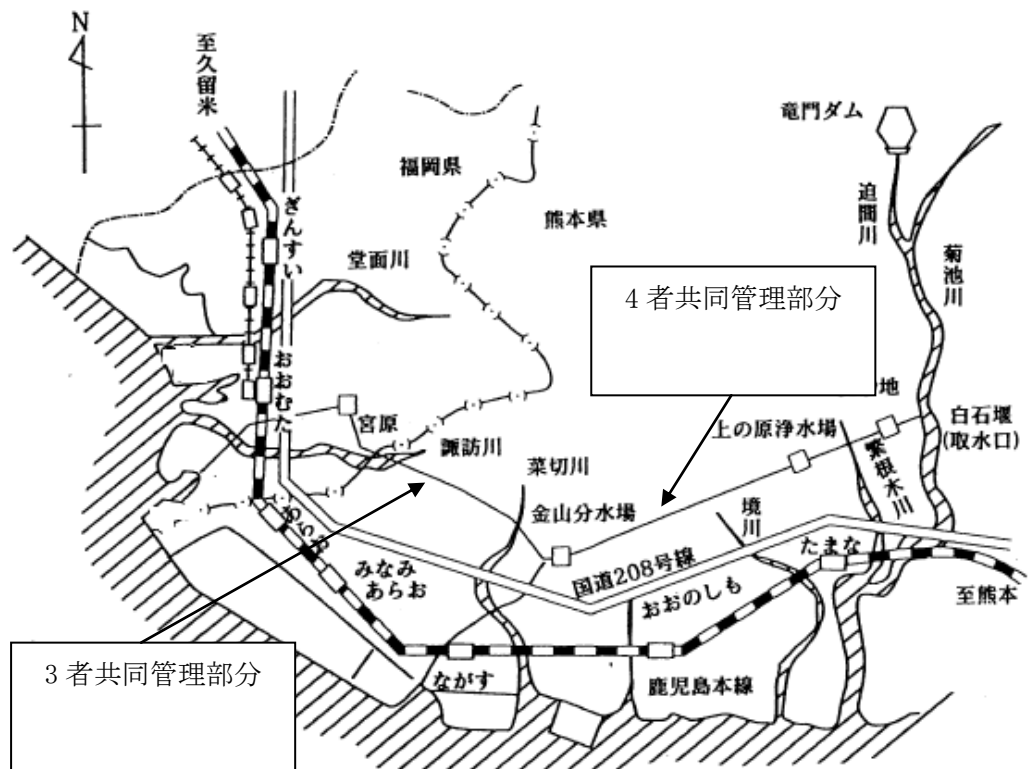 N
至久留米
竜門ダム
福岡県
迫間川
ぎんすい
熊本県
菊池川
堂面川
4者共同管理部分
おおむた
地
宮原
白石堰
(取水口)
上の原浄水場
諏訪川
繁根木川
菜切川
金山分水場
境川
あらお
たまな
国道208号線
みなみ
あらお
おおのしも
至熊本
3者共同管理部分
ながす
鹿児島本線